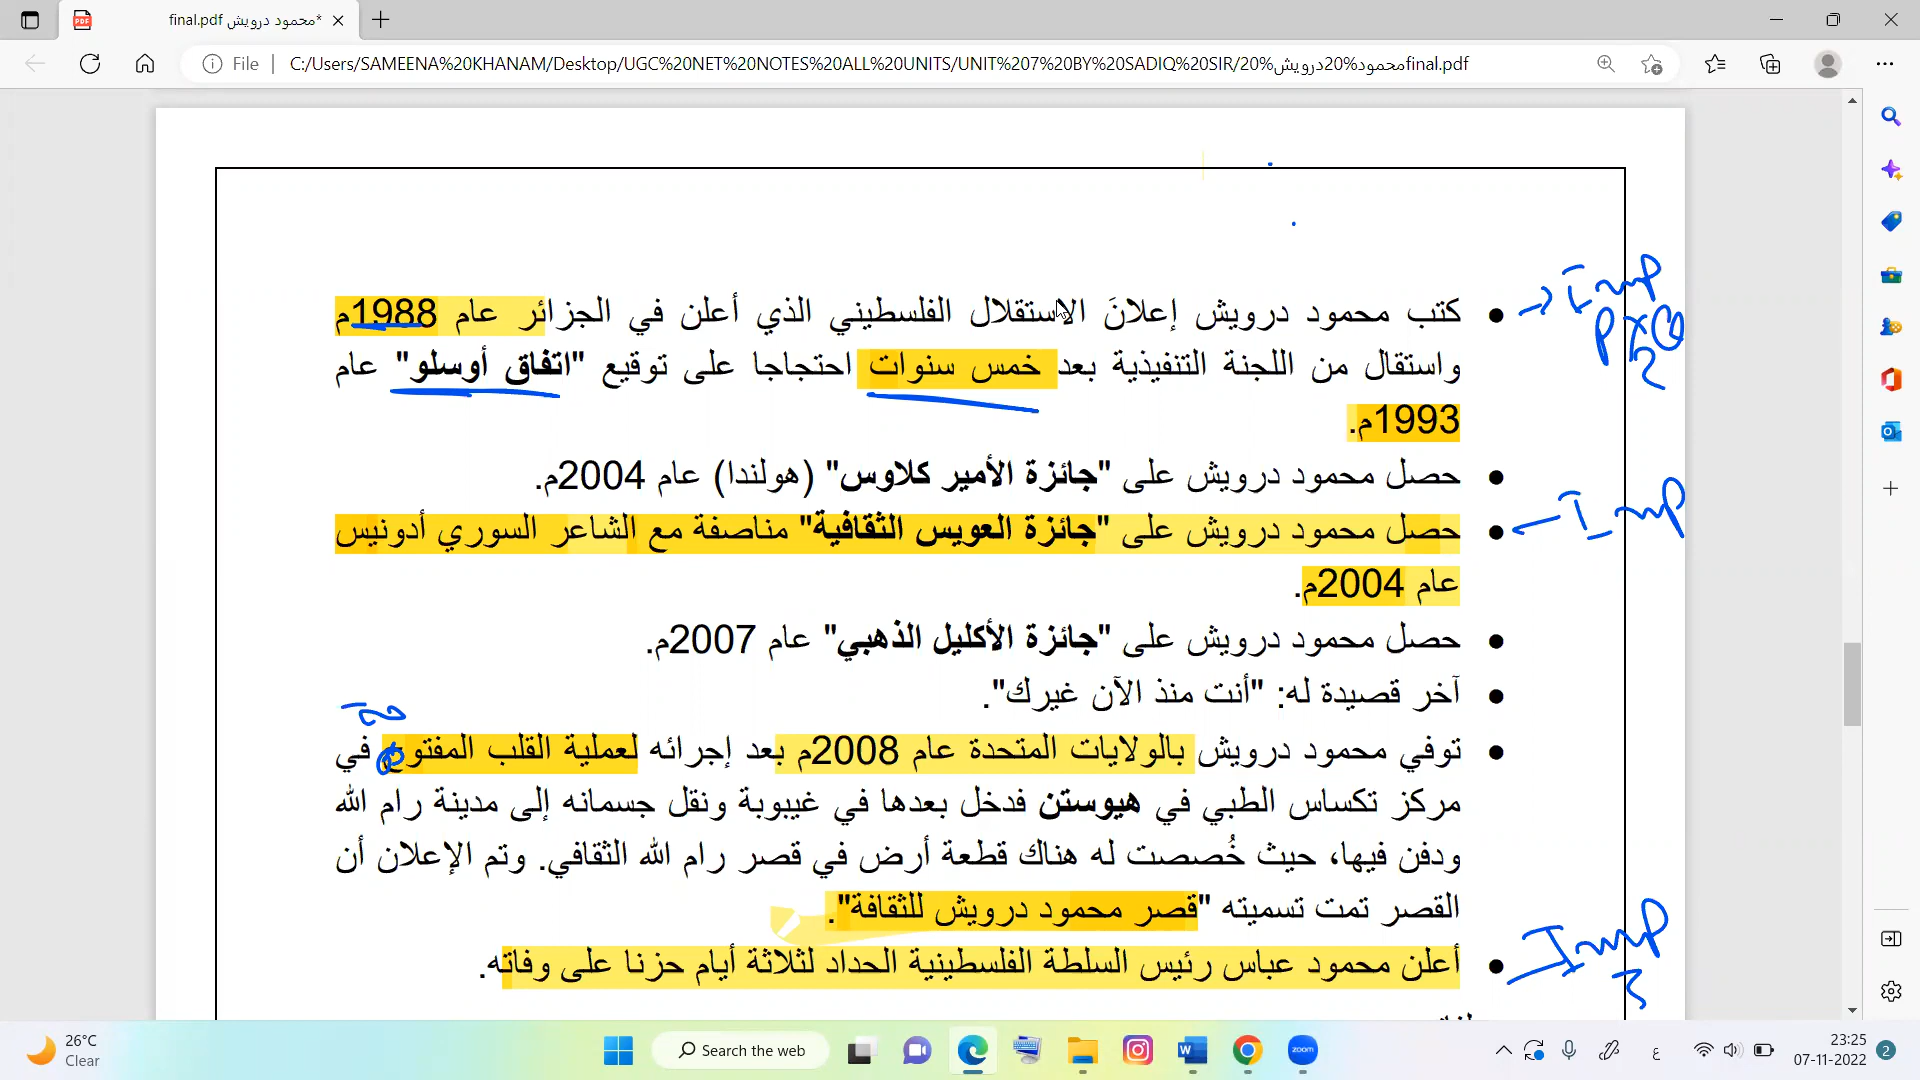 محمود درويش final.pdf*
File
C:/Users/SAMEENA%20KHANAM/Desktop/UGC%20NET%20NOTES%20ALL%20UNITS/UNIT%207%20BY%20SADIQ%20SIR/20%محمود%20درويشfinal.pdf
كتب محمود درويش إعلانَ الاستقلال الفلسطيني الذي أعلن في الجزائر عام 1988م
Imp
PYQ
2
واستقال من اللجنة التنفيذية بعد خمس سنوات احتجاجا على توقيع "اتفاق أوسلو" عام
1993م.
حصل محمود درويش على "جائزة الأمير كلاوس" (هولندا) عام 2004م.
حصل محمود درويش على "جائزة العويس الثقافية" مناصفة مع الشاعر السوري أدونيس
Imp
عام 2004م.
حصل محمود درويش على "جائزة الأكليل الذهبي" عام 2007م.
آخر قصيدة له: "أنت منذ الآن غيرك".
توفي محمود درويش بالولايات المتحدة عام 2008م بعد إجرائه لعملية القلب المفتوح في
مركز تكساس الطبي في هيوستن فدخل بعدها في غيبوبة ونقل جسمانه إلى مدينة رام الله
ودفن فيها، حيث خُصصت له هناك قطعة أرض في قصر رام الله الثقافي. وتم الإعلان أن
القصر تمت تسميته "قصر محمود درويش للثقافة".
أعلن محمود عباس رئيس السلطة الفلسطينية الحداد لثلاثة أيام حزنا على وفاته.
Imp
3
26°C
Clear
Search the web
zoom
ع
23:25
07-11-2022
2